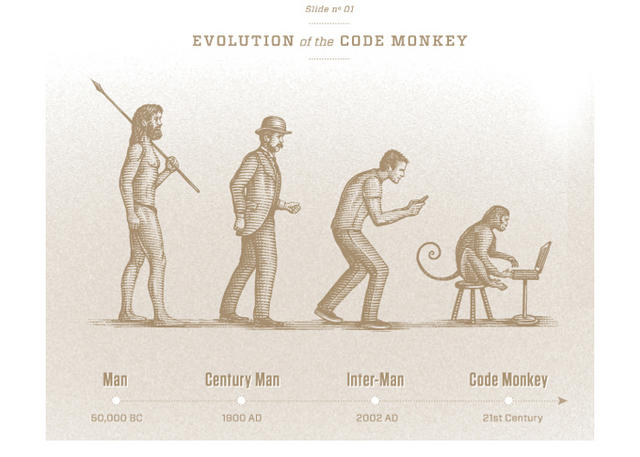 Slide nº 01
EVOLUTION of the CODE MONKEY
Man Century Man Inter-Man Code Monkey
50,000 BC 1900 AD 2002 AD 21st Century